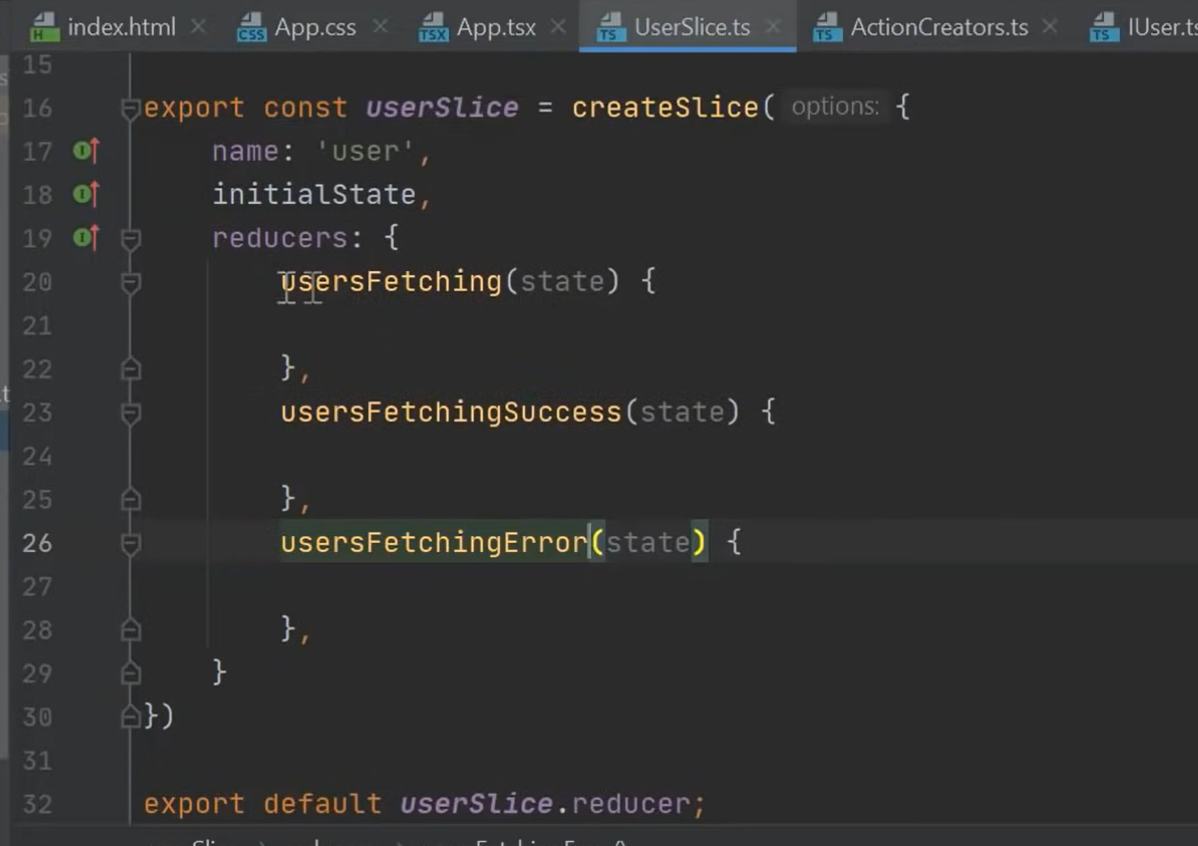 index.html App.css App.tsx UserSlice.ts ActionCreators.ts IUser.ts
15
16 export const userSlice = createSlice( options: {
17 name: 'user',
18 initialState,
19 reducers: {
20 usersFetching(state) {
21
22 },
23 usersFetchingSuccess(state) {
24
25 },
26 usersFetchingError(state) {
27
28 },
29 }
30 })
31
32 export default userSlice.reducer;